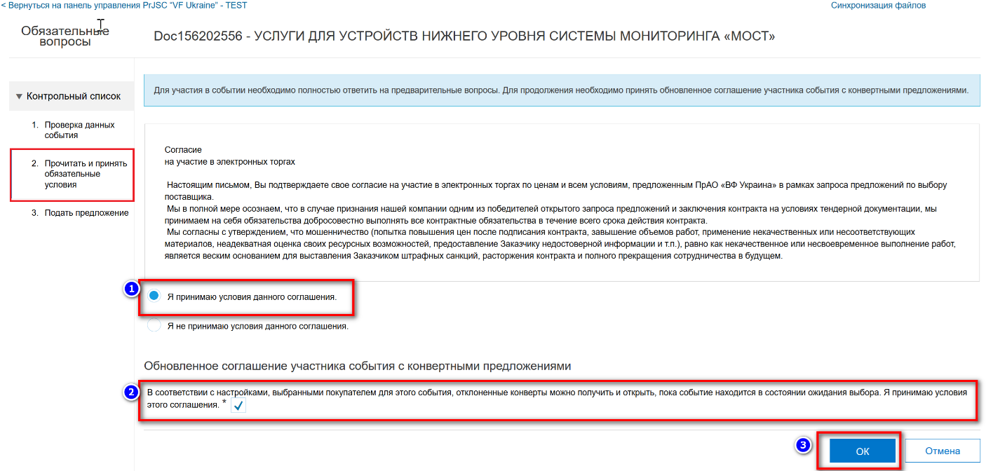 < Вернуться на панель управления PrJSC “VF Ukraine” - TEST
Синхронизация файлов
Обязательные
вопросы
Doc156202556 - УСЛУГИ ДЛЯ УСТРОЙСТВ НИЖНЕГО УРОВНЯ СИСТЕМЫ МОНИТОРИНГА «МОСТ»
▼ Контрольный список
1. Проверка данных
события
2. Прочитать и принять
обязательные
условия
3. Подать предложение
Для участия в событии необходимо полностью ответить на предварительные вопросы. Для продолжения необходимо принять обновленное соглашение участника события с конвертными предложениями.
Согласие
на участие в электронных торгах
Настоящим письмом, Вы подтверждаете свое согласие на участие в электронных торгах по ценам и всем условиям, предложенным ПрАО «ВФ Украина» в рамках запроса предложений по выбору
поставщика.
Мы в полной мере осознаем, что в случае признания нашей компании одним из победителей открытого запроса предложений и заключения контракта на условиях тендерной документации, мы
принимаем на себя обязательства добросовестно выполнять все контрактные обязательства в течение всего срока действия контракта.
Мы согласны с утверждением, что мошенничество (попытка повышения цен после подписания контракта, завышение объемов работ, применение некачественных или несоответствующих
материалов, неадекватная оценка своих ресурсных возможностей, предоставление Заказчику недостоверной информации и т.п.), равно как некачественное или несвоевременное выполнение работ,
является веским основанием для выставления Заказчиком штрафных санкций, расторжения контракта и полного прекращения сотрудничества в будущем.
1
Я принимаю условия данного соглашения.
Я не принимаю условия данного соглашения.
Обновленное соглашение участника события с конвертными предложениями
2
В соответствии с настройками, выбранными покупателем для этого события, отклоненные конверты можно получить и открыть, пока событие находится в состоянии ожидания выбора. Я принимаю условия
этого соглашения. *
3
ОК
Отмена